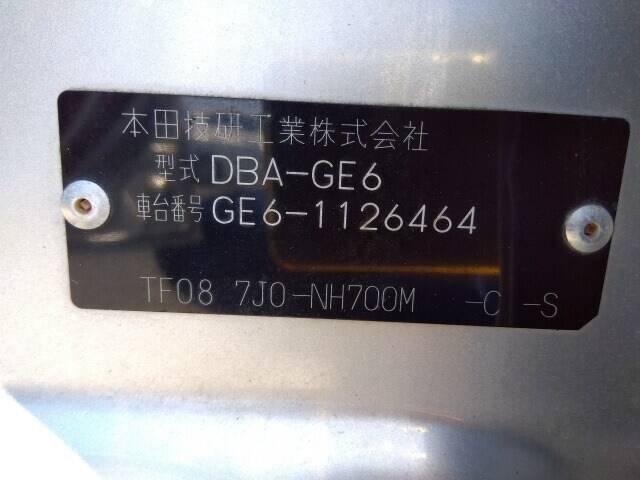 本田技研工業株式会社
型式 DBA-GE6
車台番号 GE6-1126464
TF08 7J0-NH700M -C -S